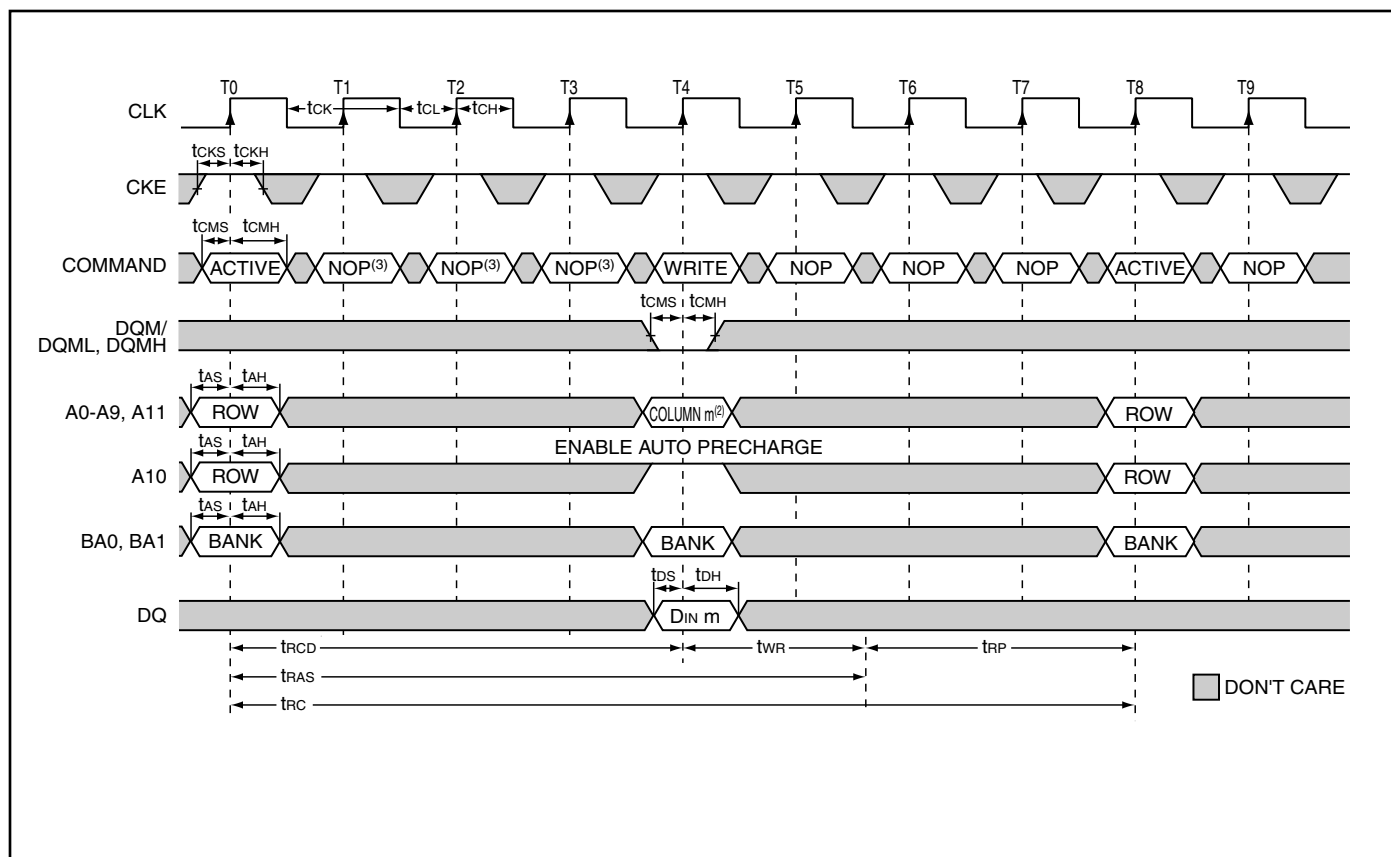 T0 T1 T2 T3 T4 T5 T6 T7 T8 T9
CLK tCK tCL tCH
tCKS tCKH
CKE
tCMS tCMH
COMMAND ACTIVE NOP(3) NOP(3) NOP(3) WRITE NOP NOP NOP ACTIVE NOP
tCMS tCMH
DQM/
DQML, DQMH
tAS tAH
A0-A9, A11 ROW COLUMN m(2) ROW
tAS tAH ENABLE AUTO PRECHARGE
A10 ROW ROW
tAS tAH
BA0, BA1 BANK BANK BANK
tDS tDH
DQ DIN m
tRCD tWR tRP
tRAS
DON'T CARE
tRC